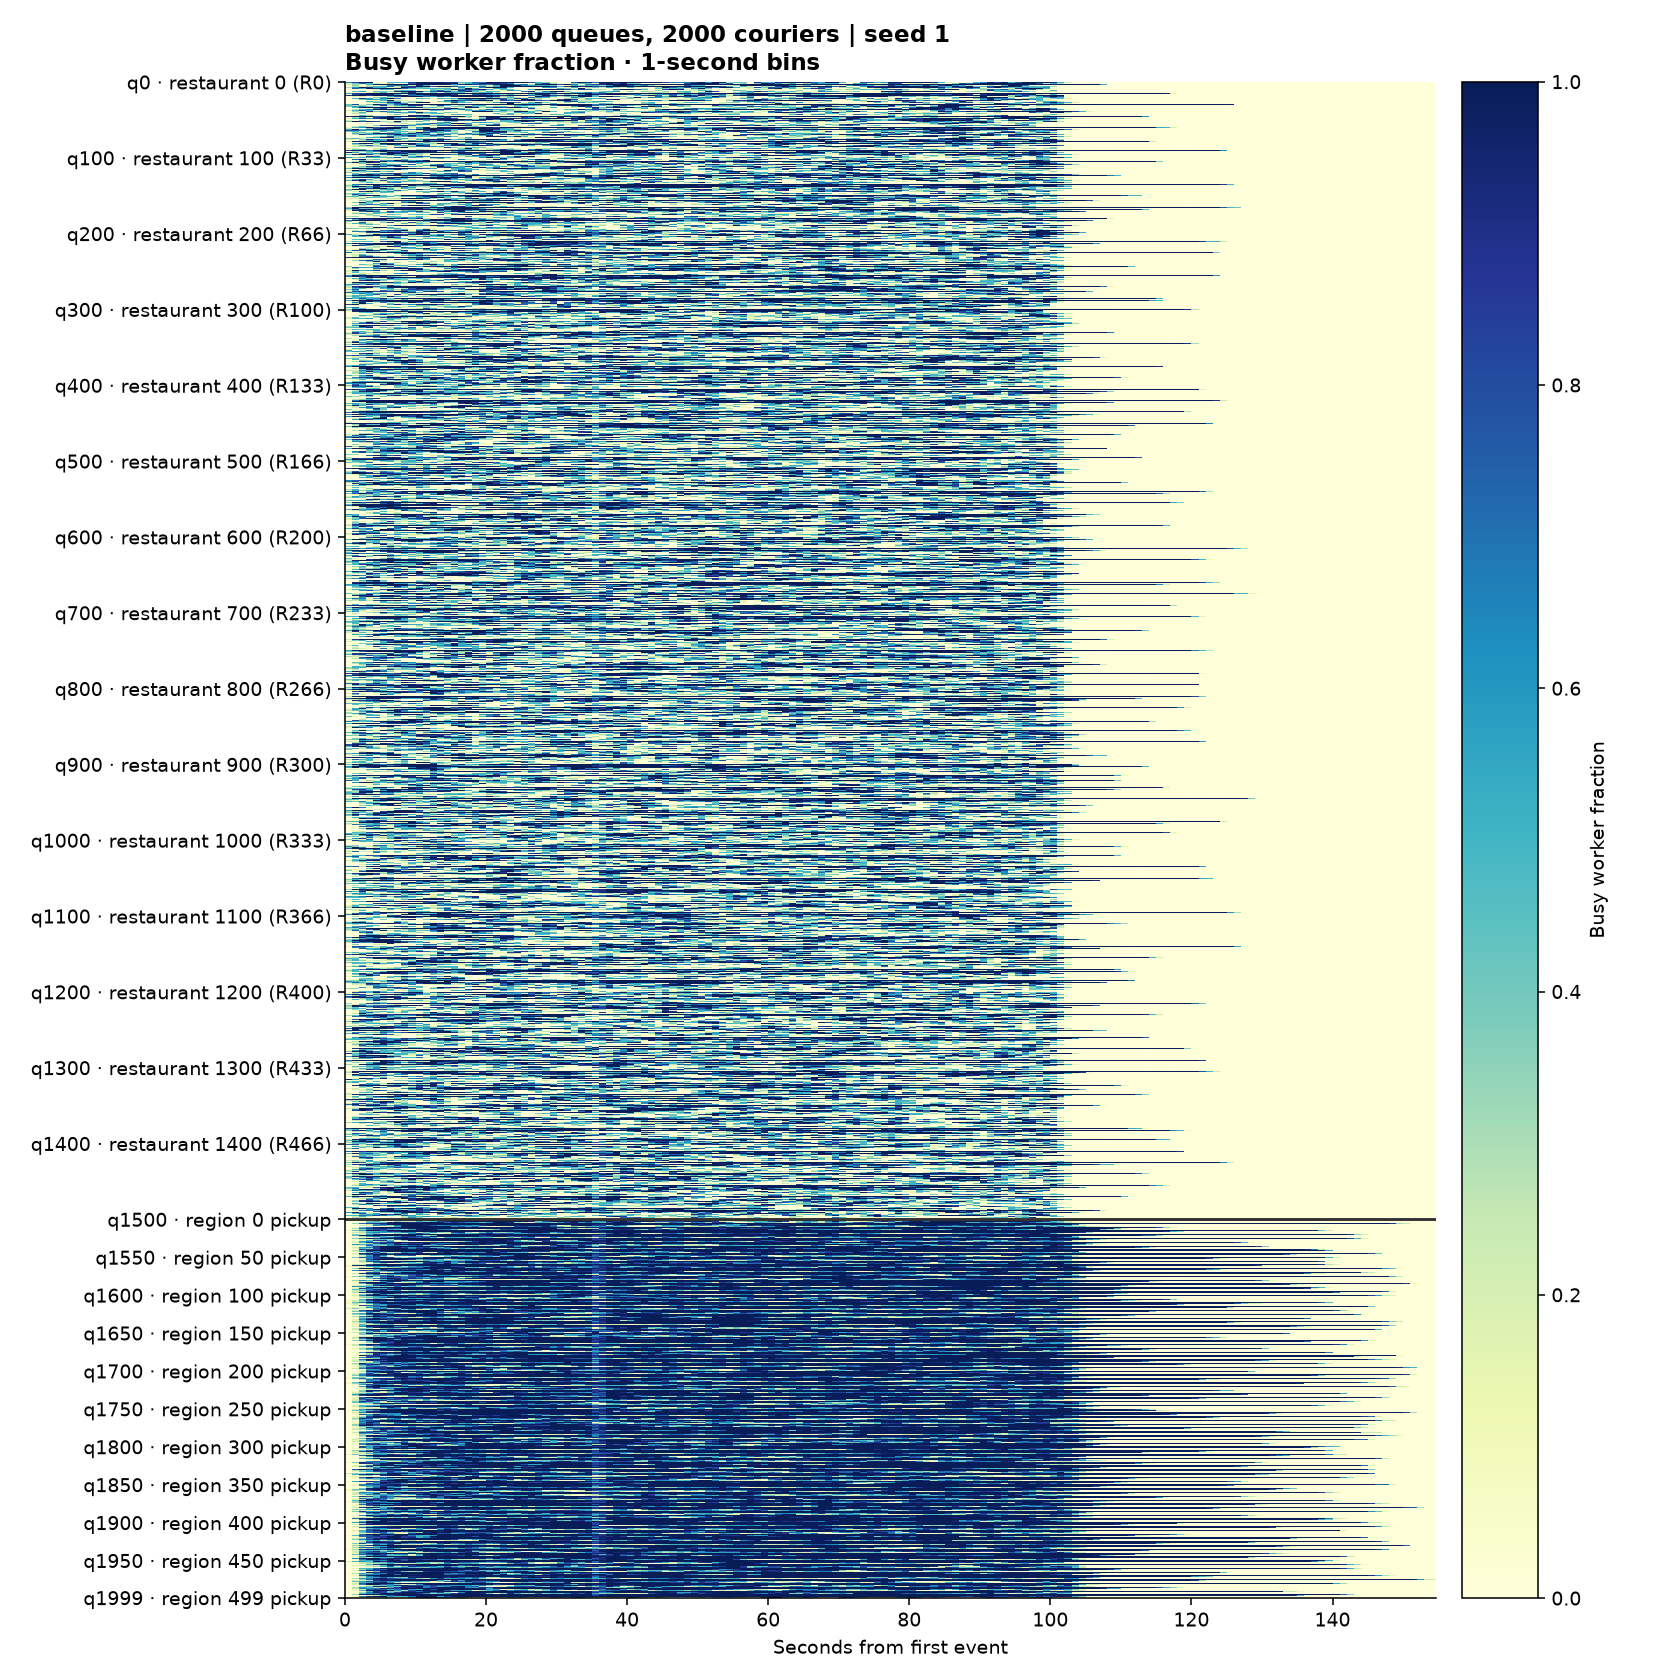 baseline | 2000 queues, 2000 couriers | seed 1
Busy worker fraction · 1-second bins
q0 · restaurant 0 (R0)
q100 · restaurant 100 (R33)
q200 · restaurant 200 (R66)
q300 · restaurant 300 (R100)
q400 · restaurant 400 (R133)
q500 · restaurant 500 (R166)
q600 · restaurant 600 (R200)
q700 · restaurant 700 (R233)
q800 · restaurant 800 (R266)
q900 · restaurant 900 (R300)
q1000 · restaurant 1000 (R333)
q1100 · restaurant 1100 (R366)
q1200 · restaurant 1200 (R400)
q1300 · restaurant 1300 (R433)
q1400 · restaurant 1400 (R466)
q1500 · region 0 pickup
q1550 · region 50 pickup
q1600 · region 100 pickup
q1650 · region 150 pickup
q1700 · region 200 pickup
q1750 · region 250 pickup
q1800 · region 300 pickup
q1850 · region 350 pickup
q1900 · region 400 pickup
q1950 · region 450 pickup
q1999 · region 499 pickup
0 20 40 60 80 100 120 140
Seconds from first event
1.0
0.8
0.6
0.4
0.2
0.0
Busy worker fraction